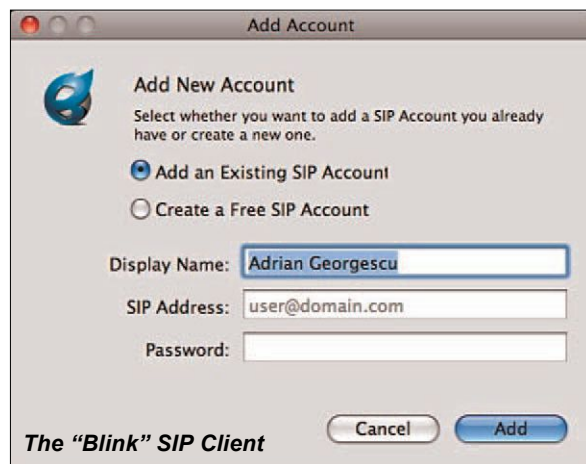 Add Account
Add New Account
Select whether you want to add a SIP Account you already
have or create a new one.
Add an Existing SIP Account
Create a Free SIP Account
Display Name: Adrian Georgescu
SIP Address: user@domain.com
Password:
Cancel Add
The “Blink” SIP Client